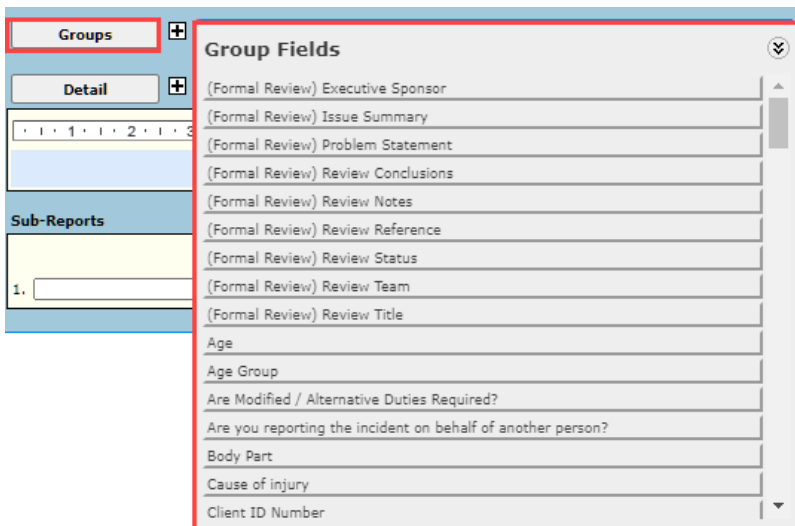 Groups
Group Fields
Detail
(Formal Review) Executive Sponsor
(Formal Review) Issue Summary
(Formal Review) Problem Statement
(Formal Review) Review Conclusions
(Formal Review) Review Notes
(Formal Review) Review Reference
(Formal Review) Review Status
(Formal Review) Review Team
(Formal Review) Review Title
Age
Age Group
Are Modified / Alternative Duties Required?
Are you reporting the incident on behalf of another person?
Body Part
Cause of injury
Client ID Number
1 2 3
Sub-Reports
1.